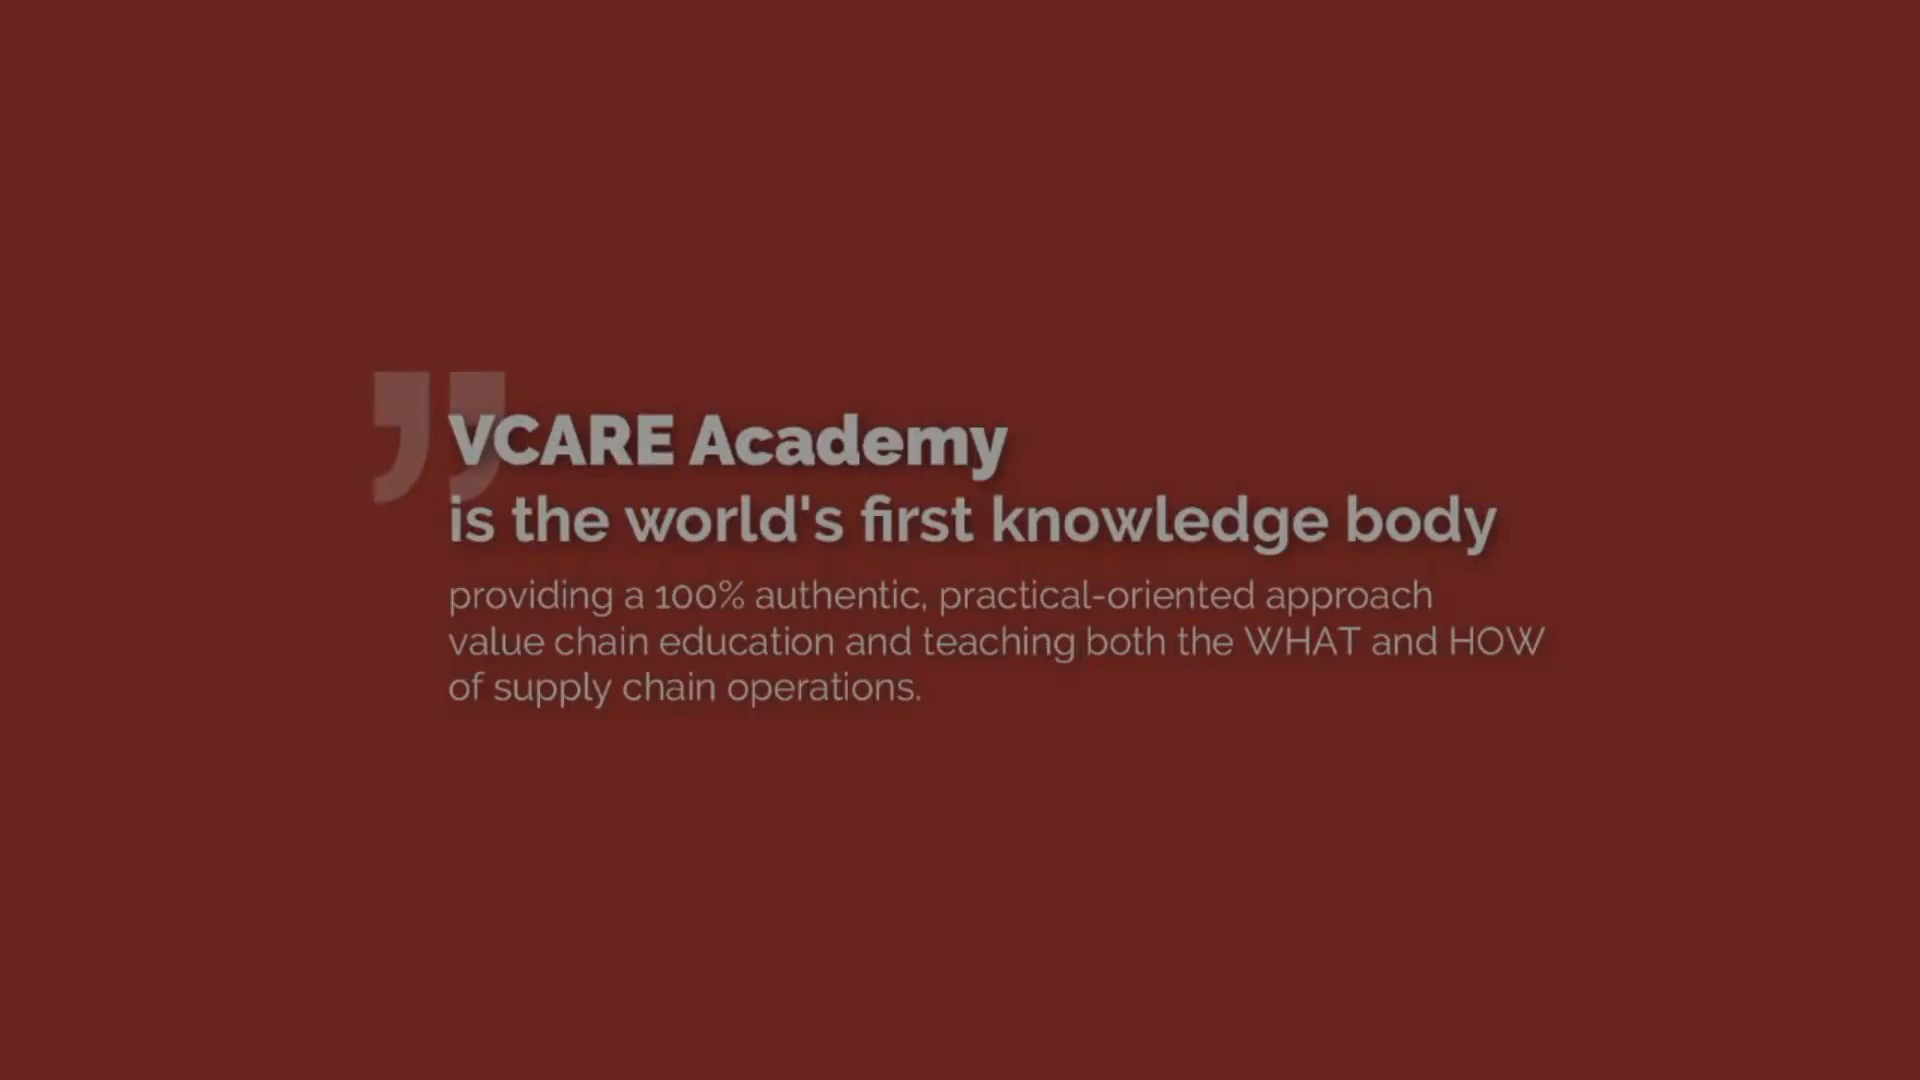 VCARE Academy
is the world's first knowledge body
providing a 100% authentic, practical-oriented approach
value chain education and teaching both the WHAT and HOW
of supply chain operations.